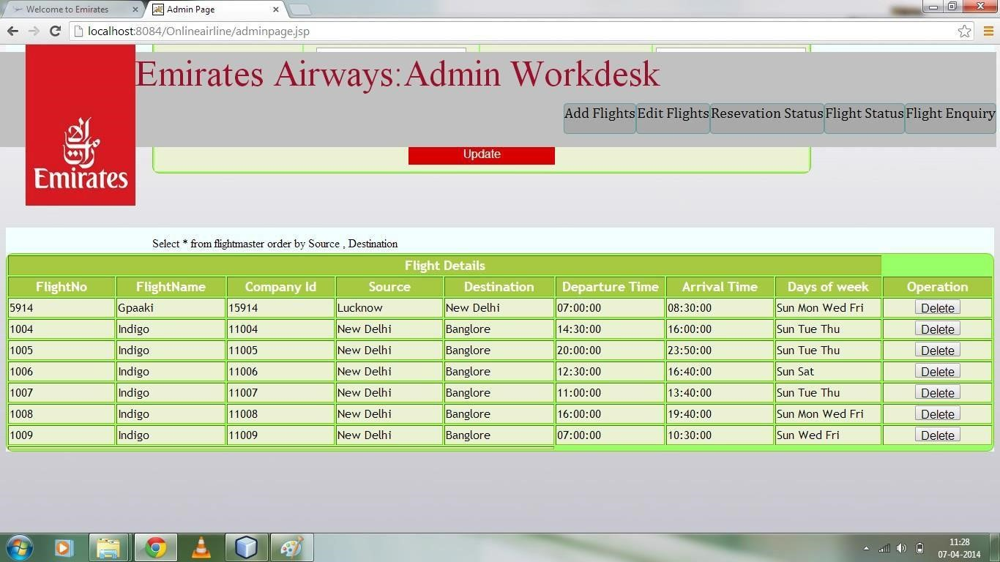 Welcome to Emirates
Admin Page
localhost:8084/Onlineairline/adminpage.jsp
Emirates Airways:Admin Workdesk
Add Flights Edit Flights Resevation Status Flight Status Flight Enquiry
Emirates
Update
Select * from flightmaster order by Source , Destination
Flight Details
FlightNo FlightName Company Id Source Destination Departure Time Arrival Time Days of week Operation
5914 Gpaaki 15914 Lucknow New Delhi 07:00:00 08:30:00 Sun Mon Wed Fri Delete
1004 Indigo 11004 New Delhi Banglore 14:30:00 16:00:00 Sun Tue Thu Delete
1005 Indigo 11005 New Delhi Banglore 20:00:00 23:50:00 Sun Tue Thu Delete
1006 Indigo 11006 New Delhi Banglore 12:30:00 16:40:00 Sun Sat Delete
1007 Indigo 11007 New Delhi Banglore 11:00:00 13:40:00 Sun Tue Thu Delete
1008 Indigo 11008 New Delhi Banglore 16:00:00 19:40:00 Sun Mon Wed Fri Delete
1009 Indigo 11009 New Delhi Banglore 07:00:00 10:30:00 Sun Wed Fri Delete
11:28
07-04-2014